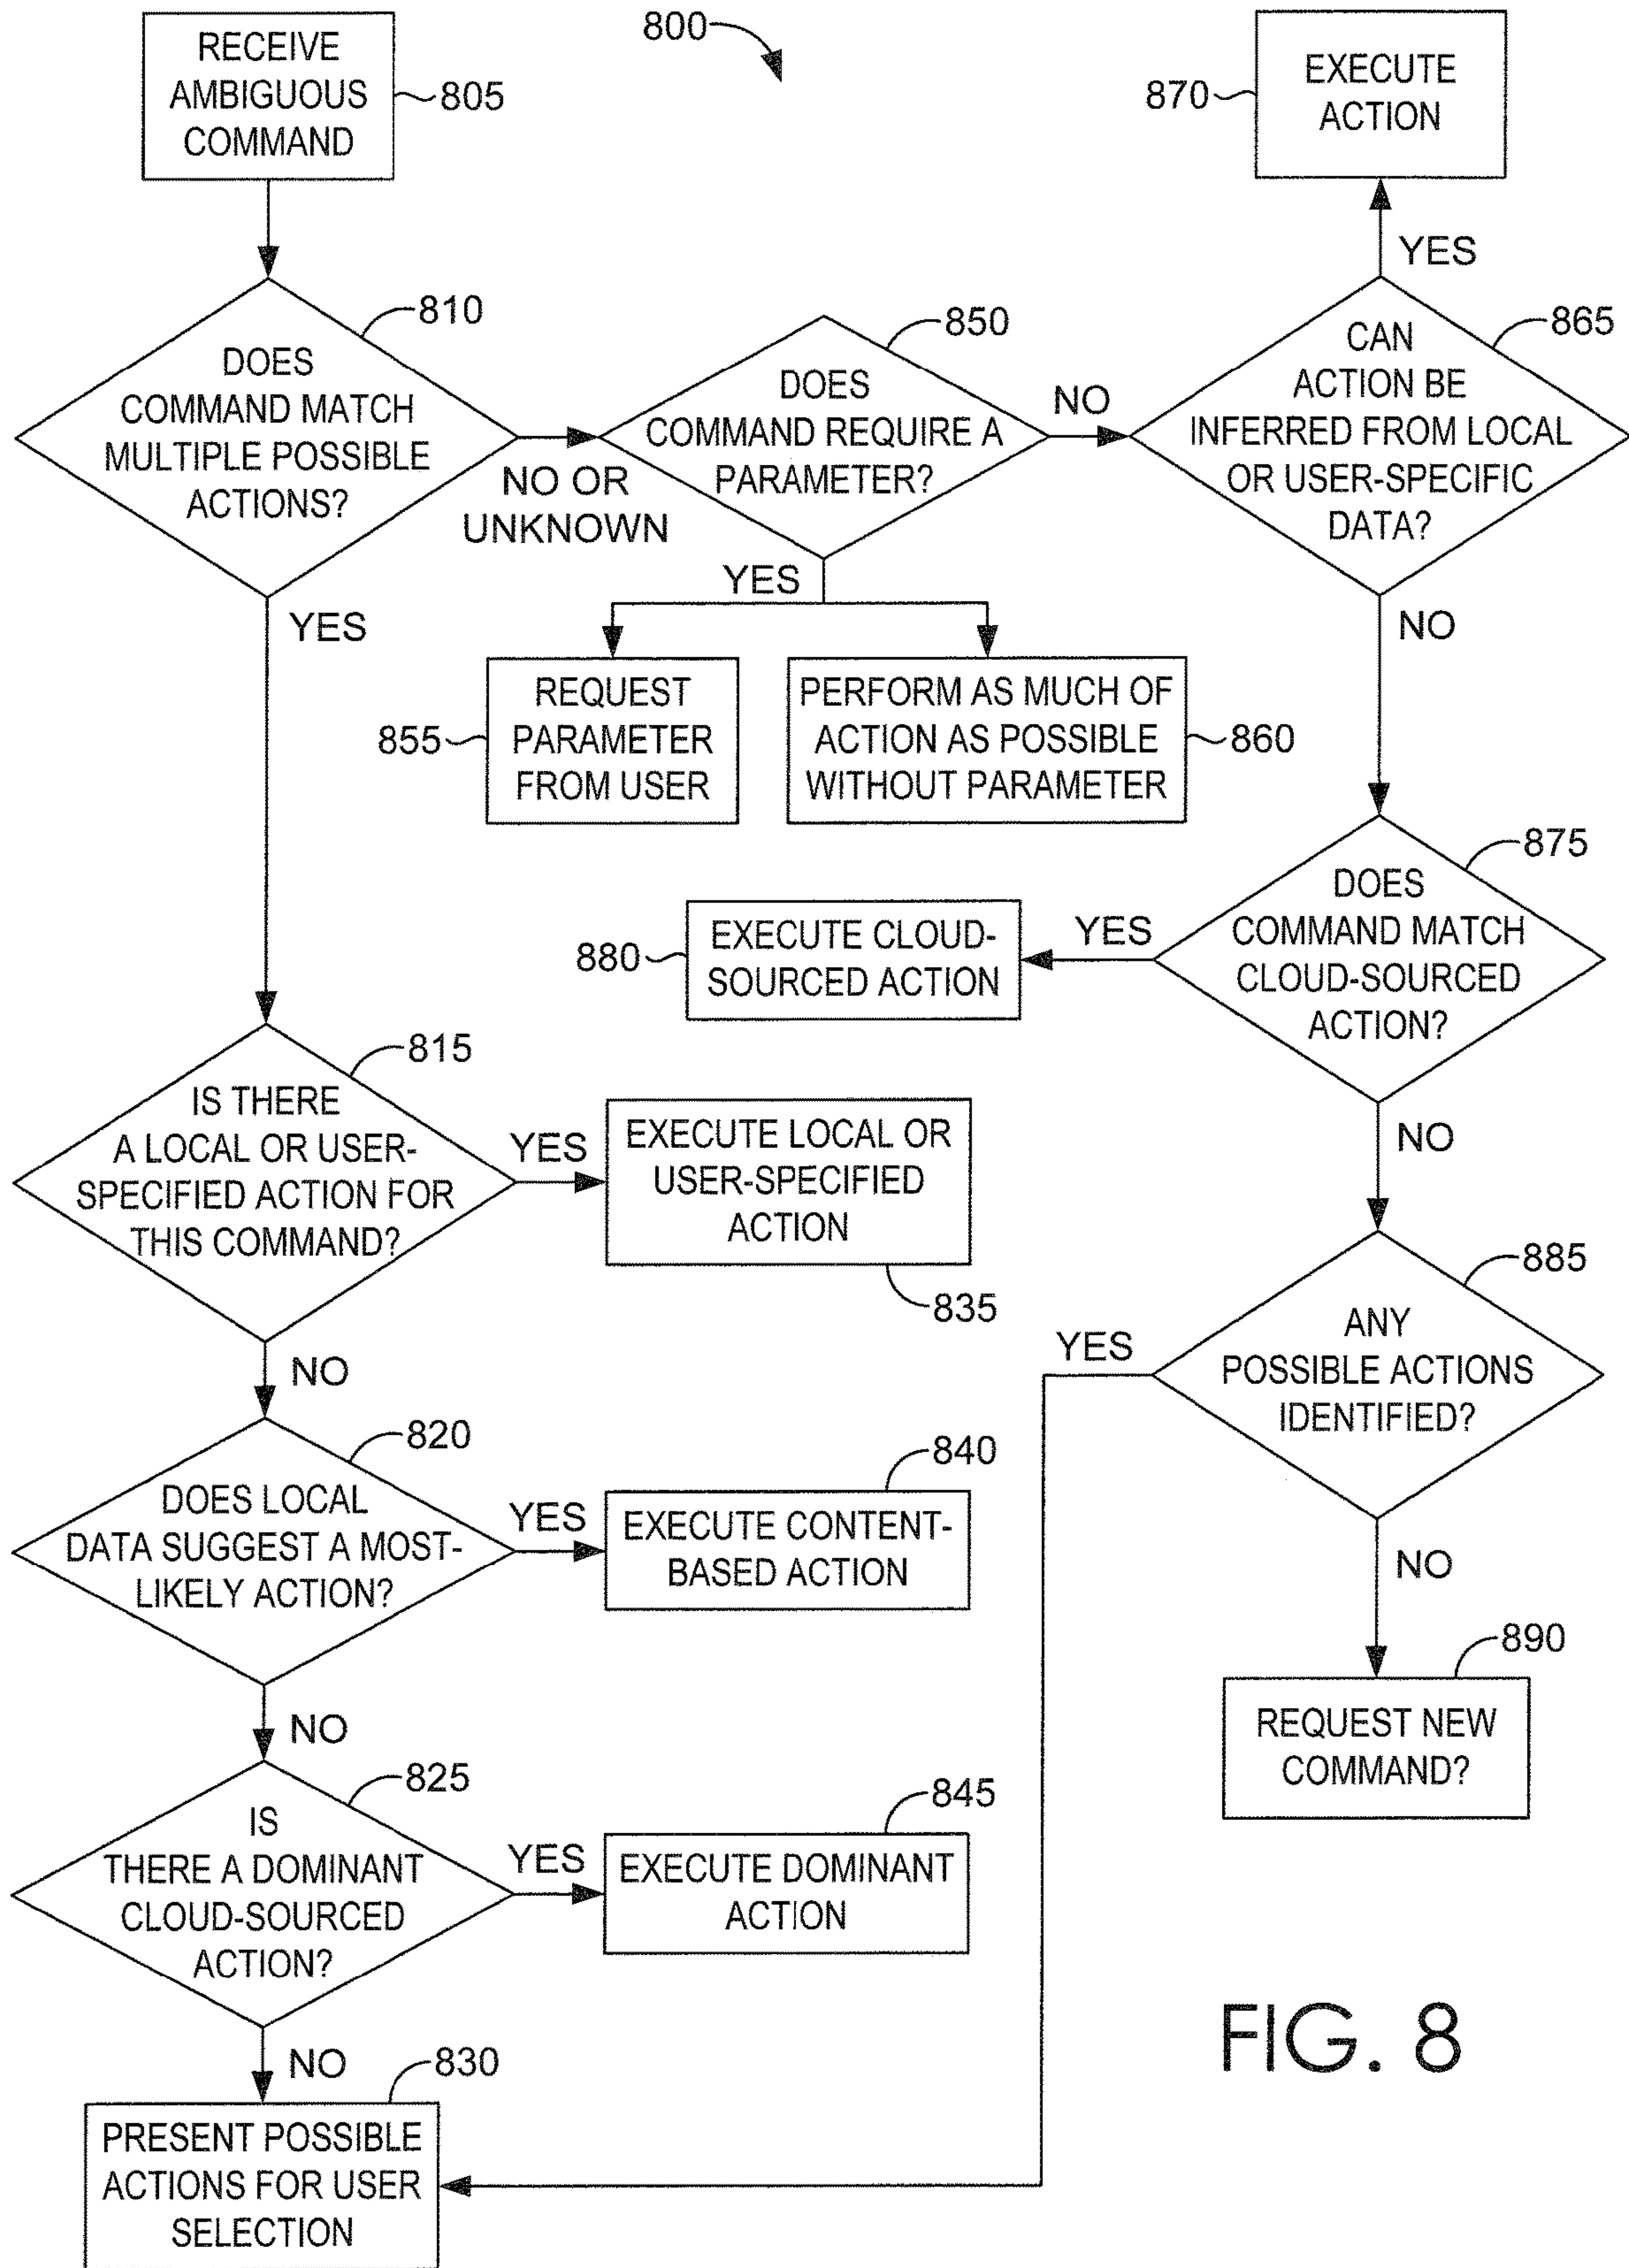 800
RECEIVE
AMBIGUOUS
COMMAND
805
870
EXECUTE
ACTION
YES
810
DOES
COMMAND MATCH
MULTIPLE POSSIBLE
ACTIONS?
NO OR
UNKNOWN
YES
850
DOES
COMMAND REQUIRE A
PARAMETER?
NO
YES
865
CAN
ACTION BE
INFERRED FROM LOCAL
OR USER-SPECIFIC
DATA?
NO
855
REQUEST
PARAMETER
FROM USER
PERFORM AS MUCH OF
ACTION AS POSSIBLE
WITHOUT PARAMETER
860
875
DOES
COMMAND MATCH
CLOUD-SOURCED
ACTION?
YES
880
EXECUTE CLOUD-
SOURCED ACTION
NO
815
IS THERE
A LOCAL OR USER-
SPECIFIED ACTION FOR
THIS COMMAND?
YES
EXECUTE LOCAL OR
USER-SPECIFIED
ACTION
835
NO
885
ANY
POSSIBLE ACTIONS
IDENTIFIED?
YES
NO
820
DOES LOCAL
DATA SUGGEST A MOST-
LIKELY ACTION?
YES
840
EXECUTE CONTENT-
BASED ACTION
NO
890
REQUEST NEW
COMMAND?
825
IS
THERE A DOMINANT
CLOUD-SOURCED
ACTION?
YES
845
EXECUTE DOMINANT
ACTION
NO
830
PRESENT POSSIBLE
ACTIONS FOR USER
SELECTION
FIG. 8